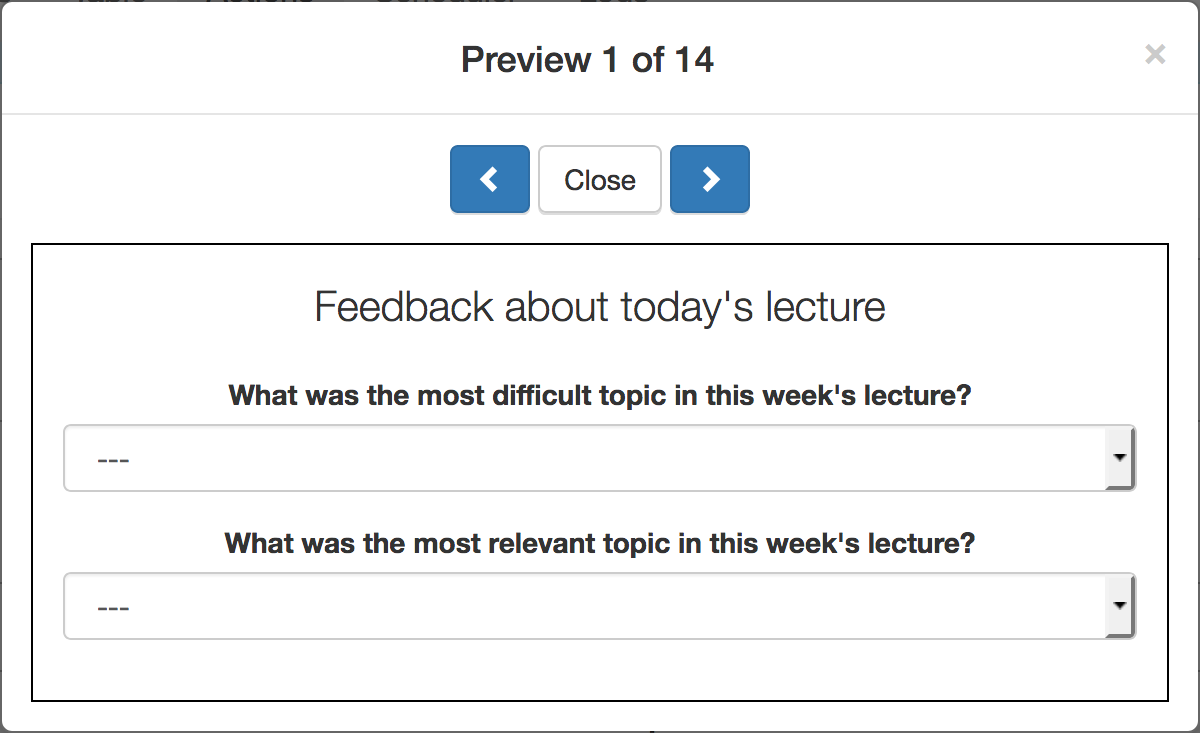 Preview 1 of 14
×
Close
Feedback about today's lecture
What was the most difficult topic in this week's lecture?
---
What was the most relevant topic in this week's lecture?
---